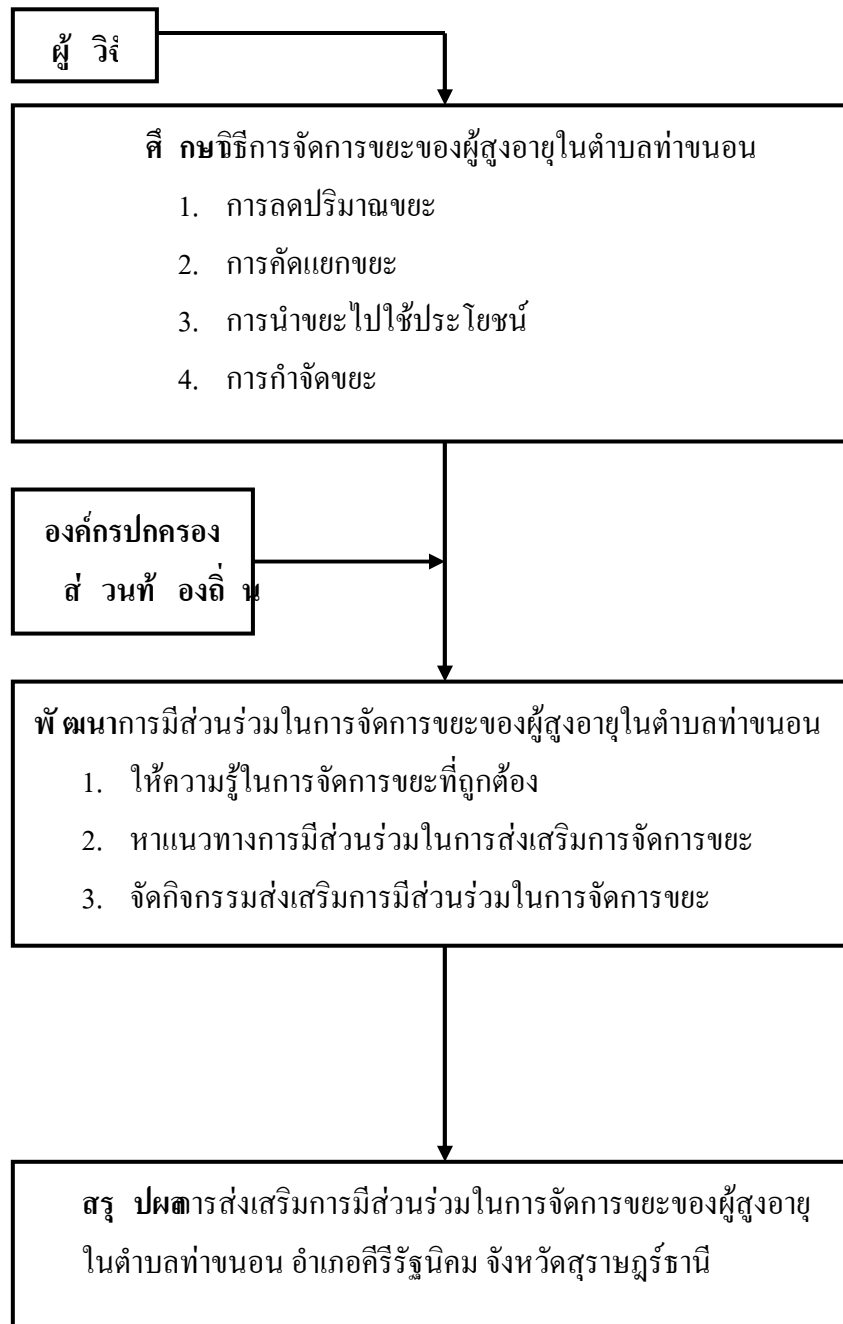 ผู้วิจั
ศึกษาวิธีการจัดการขยะของผู้สูงอายุในตำบลท่าขนอน
1. การลดปริมาณขยะ
2. การคัดแยกขยะ
3. การนำขยะไปใช้ประโยชน์
4. การกำจัดขยะ
องค์กรปกครอง
ส่วนท้องถิ่น
พัฒนาการมีส่วนร่วมในการจัดการขยะของผู้สูงอายุในตำบลท่าขนอน
1. ให้ความรู้ในการจัดการขยะที่ถูกต้อง
2. หาแนวทางการมีส่วนร่วมในการส่งเสริมการจัดการขยะ
3. จัดกิจกรรมส่งเสริมการมีส่วนร่วมในการจัดการขยะ
สรุปผลการส่งเสริมการมีส่วนร่วมในการจัดการขยะของผู้สูงอายุ
ในตำบลท่าขนอน อำเภอคีรีรัฐนิคม จังหวัดสุราษฎร์ธานี